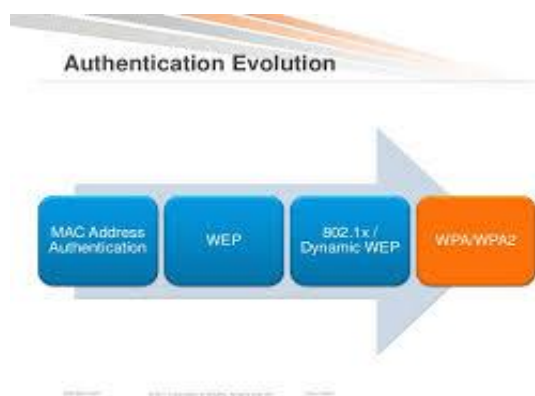 Authentication Evolution
MAC Address
Authentication
WEP
802.1x /
Dynamic WEP
WPA/WPA2